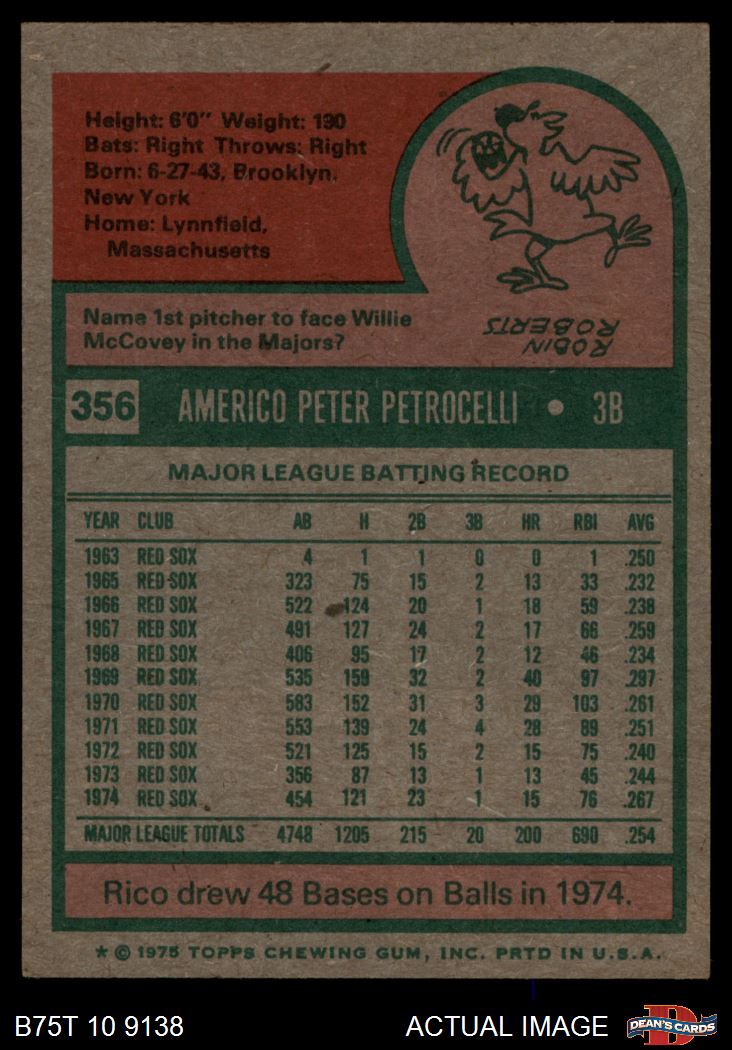 Height: 6'0" Weight: 190
Bats: Right Throws: Right
Born: 6-27-43, Brooklyn,
New York
Home: Lynnfield,
Massachusetts
Name 1st pitcher to face Willie
McCovey in the Majors?
ROBIN
ROBERTS
356 AMERICO PETER PETROCELLI • 3B
MAJOR LEAGUE BATTING RECORD
YEAR CLUB AB H 2B 3B HR RBI AVG
1963 RED SOX 4 1 1 0 0 1 .250
1965 RED SOX 323 75 15 2 13 33 .232
1966 RED SOX 522 124 20 1 18 59 .238
1967 RED SOX 491 127 24 2 17 66 .259
1968 RED SOX 406 95 17 2 12 46 .234
1969 RED SOX 535 159 32 2 40 97 .297
1970 RED SOX 583 152 31 3 29 103 .261
1971 RED SOX 553 139 24 4 28 89 .251
1972 RED SOX 521 125 15 2 15 75 .240
1973 RED SOX 356 87 13 1 13 45 .244
1974 RED SOX 454 121 23 1 15 76 .267
MAJOR LEAGUE TOTALS 4748 1205 215 20 200 690 .254
Rico drew 48 Bases on Balls in 1974.
* © 1975 TOPPS CHEWING GUM, INC. PRTD IN U.S.A.
B75T 10 9138 ACTUAL IMAGE DEAN'S CARDS